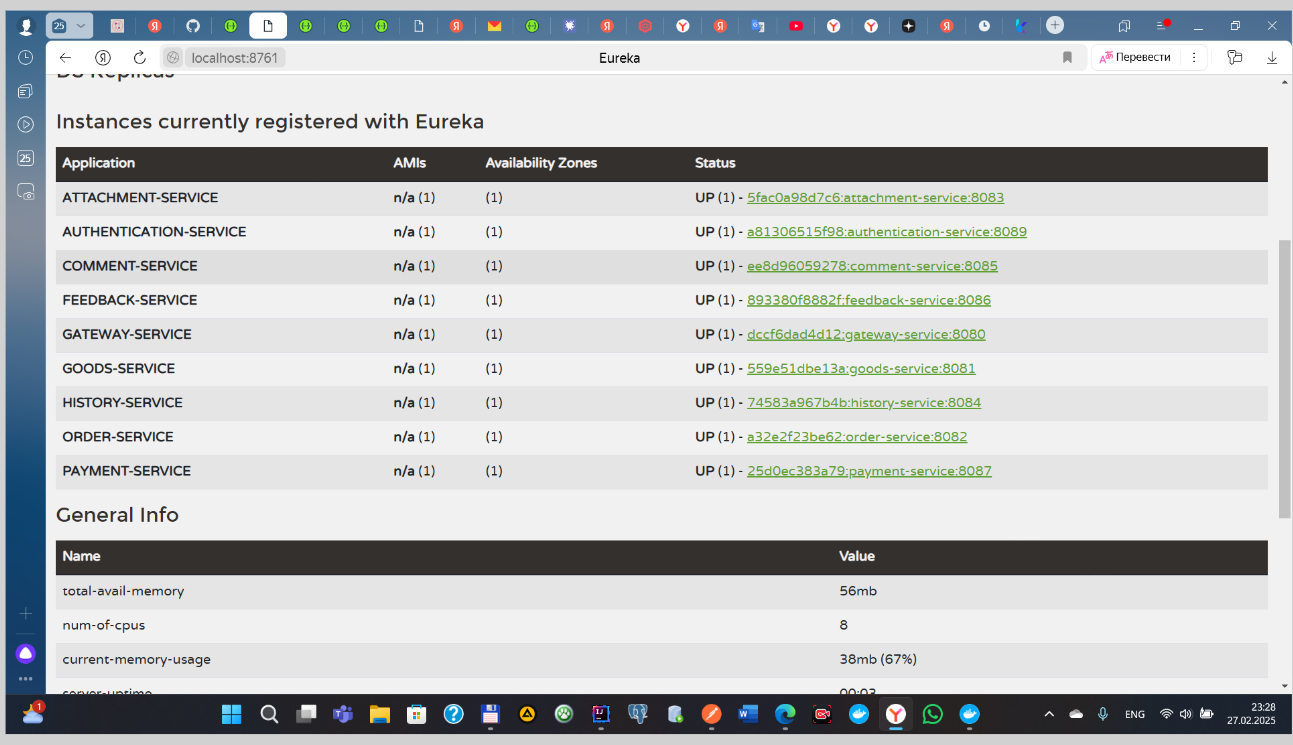 25
localhost:8761
Eureka
Перевести
25
DS Replicas
Instances currently registered with Eureka
Application AMIs Availability Zones Status
ATTACHMENT-SERVICE n/a (1) (1) UP (1) - 5fac0a98d7c6:attachment-service:8083
AUTHENTICATION-SERVICE n/a (1) (1) UP (1) - a81306515f98:authentication-service:8089
COMMENT-SERVICE n/a (1) (1) UP (1) - ee8d96059278:comment-service:8085
FEEDBACK-SERVICE n/a (1) (1) UP (1) - 893380f8882f:feedback-service:8086
GATEWAY-SERVICE n/a (1) (1) UP (1) - dccf6dad4d12:gateway-service:8080
GOODS-SERVICE n/a (1) (1) UP (1) - 559e51dbe13a:goods-service:8081
HISTORY-SERVICE n/a (1) (1) UP (1) - 74583a967b4b:history-service:8084
ORDER-SERVICE n/a (1) (1) UP (1) - a32e2f23be62:order-service:8082
PAYMENT-SERVICE n/a (1) (1) UP (1) - 25d0ec383a79:payment-service:8087
General Info
Name Value
total-avail-memory 56mb
num-of-cpus 8
current-memory-usage 38mb (67%)
server-uptime 00:03
1
ENG
23:28
27.02.2025